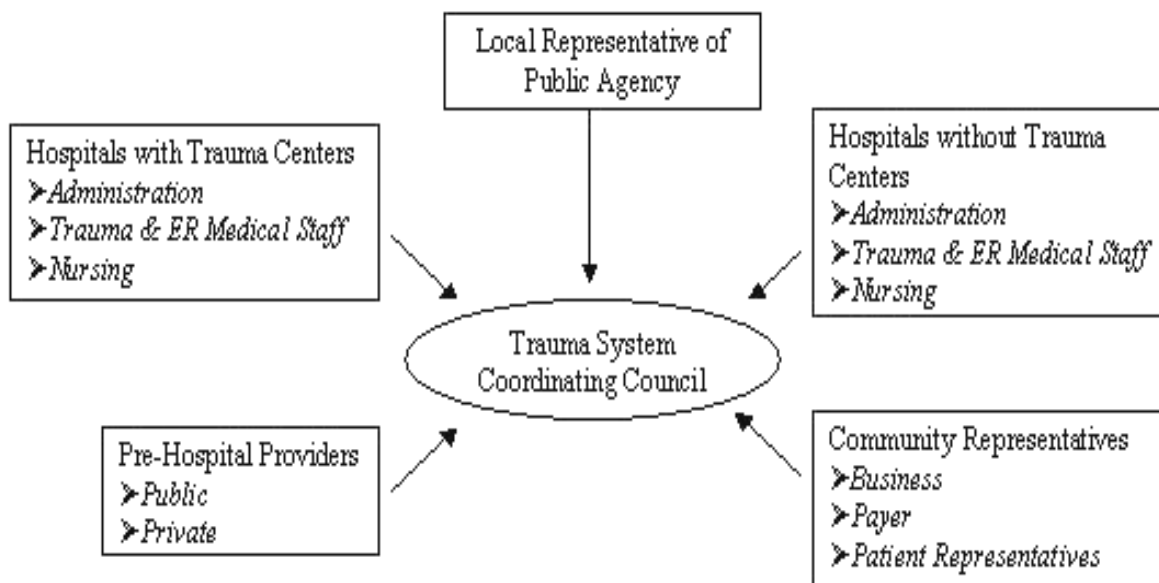 Local Representative of
Public Agency
Hospitals with Trauma Centers
➤Administration
➤Trauma & ER Medical Staff
➤Nursing
Hospitals without Trauma
Centers
➤Administration
➤Trauma & ER Medical Staff
➤Nursing
Trauma System
Coordinating Council
Pre-Hospital Providers
➤Public
➤Private
Community Representatives
➤Business
➤Payer
➤Patient Representatives